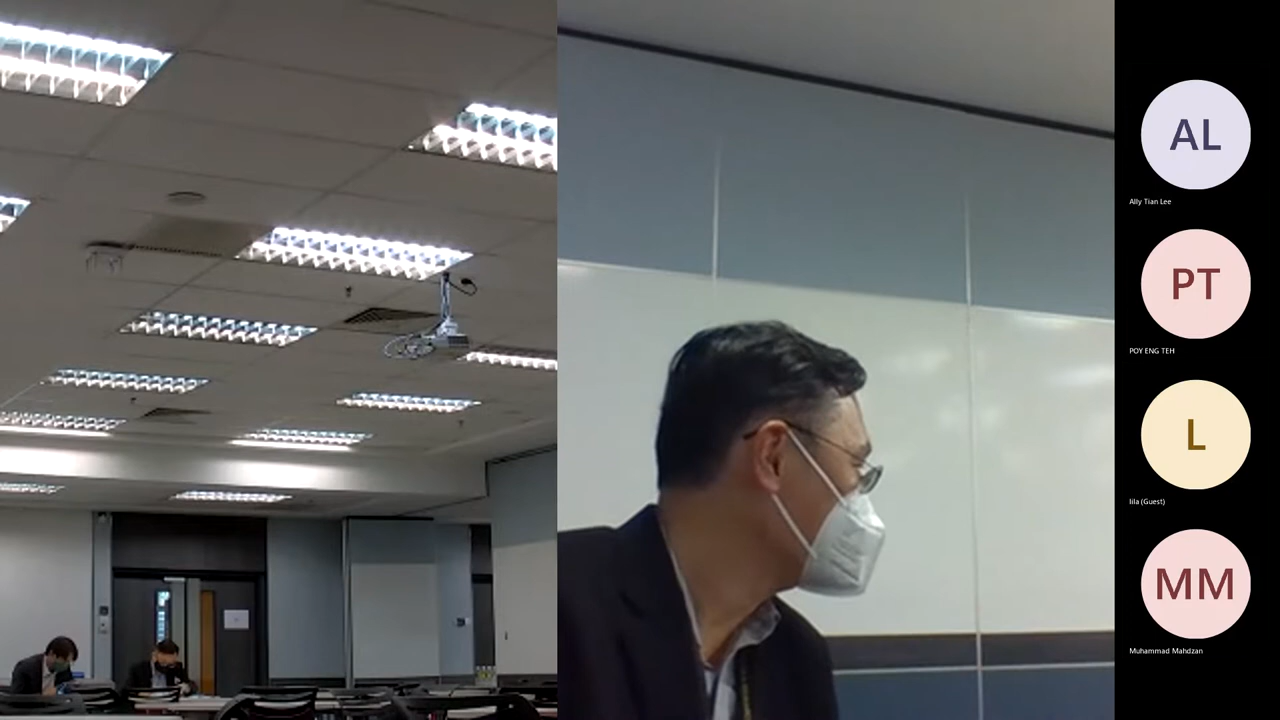 AL
Ally Tian Lee
PT
POY ENG TEH
L
lila (Guest)
MM
Muhammad Mahdzan